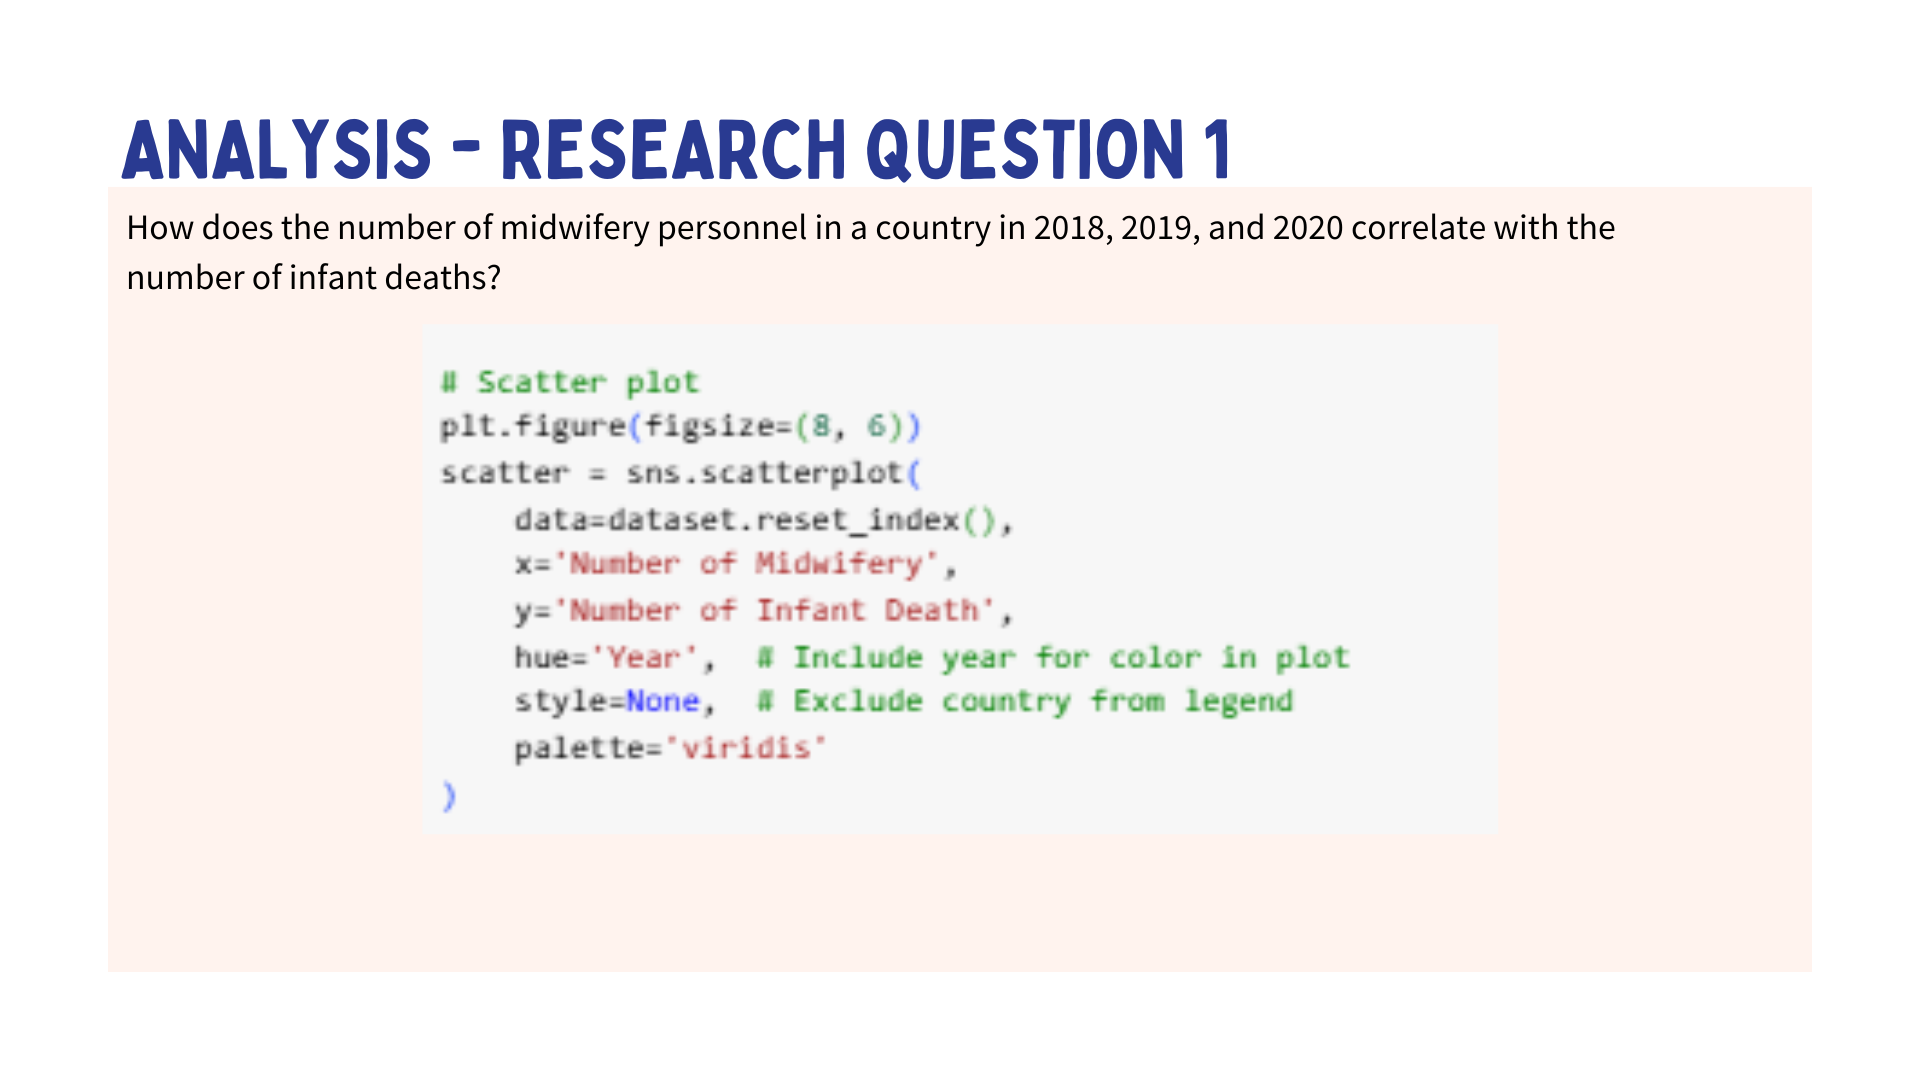 ANALYSIS - RESEARCH QUESTION 1
How does the number of midwifery personnel in a country in 2018, 2019, and 2020 correlate with the
number of infant deaths?
# Scatter plot
plt.figure(figsize=(8, 6))
scatter = sns.scatterplot(
    data=dataset.reset_index(),
    x='Number of Midwifery',
    y='Number of Infant Death',
    hue='Year',  # Include year for color in plot
    style=None,  # Exclude country from legend
    palette='viridis'
)